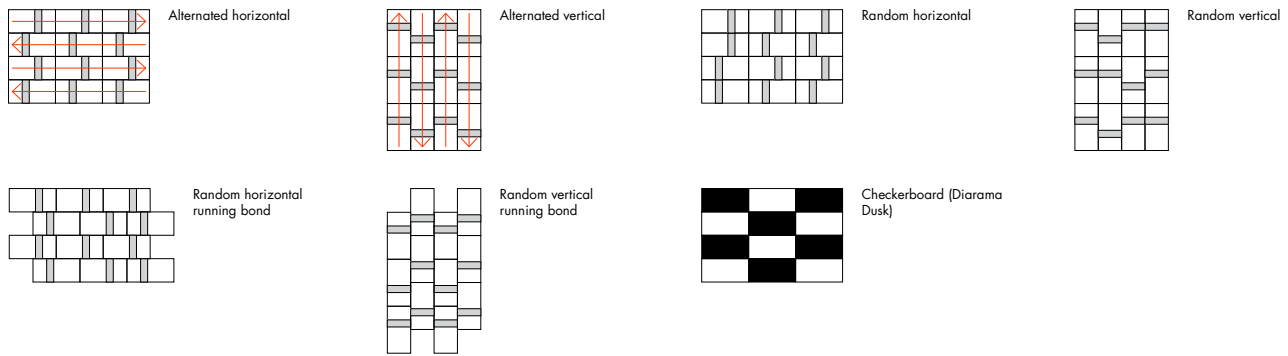 Alternated horizontal
Alternated vertical
Random horizontal
Random vertical
Random horizontal
running bond
Random vertical
running bond
Checkerboard (Diarama
Dusk)